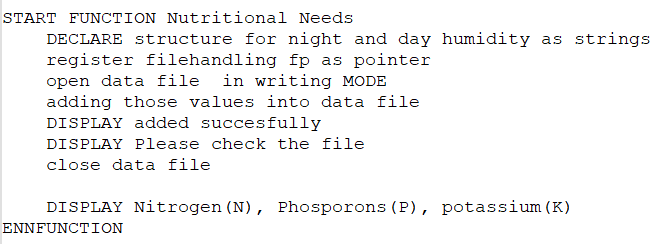 START FUNCTION Nutritional Needs
DECLARE structure for night and day humidity as strings
register filehandling fp as pointer
open data file  in writing MODE
adding those values into data file
DISPLAY added succesfully
DISPLAY Please check the file
close data file
DISPLAY Nitrogen(N), Phosporons(P), potassium(K)
ENNFUNCTION